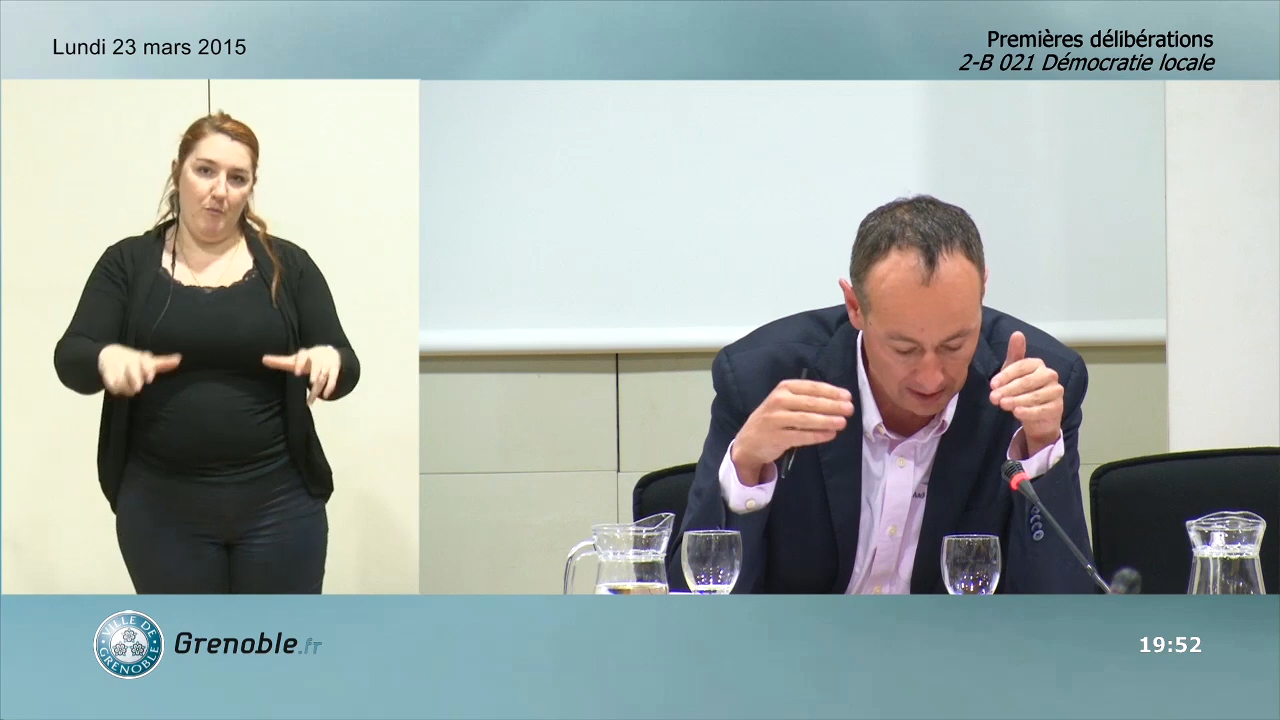 Lundi 23 mars 2015
Premières délibérations
2-B 021 Démocratie locale
VILLE DE
GRENOBLE
Grenoble.fr
19:52